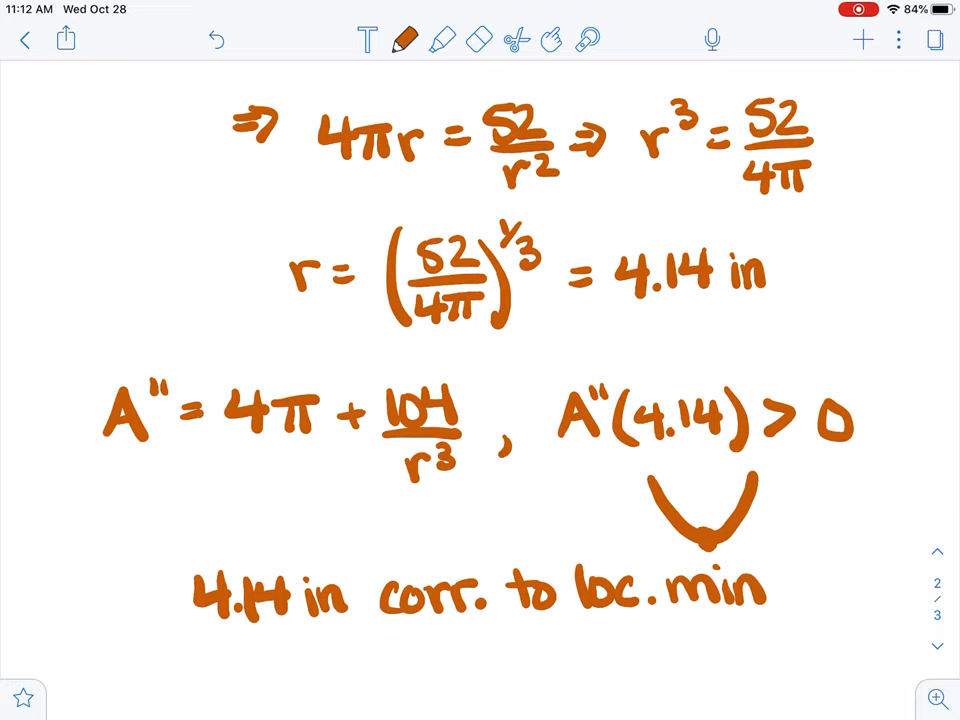 11:12 AM Wed Oct 28 84%
T
⇒ 4πr = 52/r² ⇒ r³ = 52/4π
r = (52/4π)^1/3 = 4.14 in
A'' = 4π + 104/r³ , A''(4.14) > 0
4.14 in corr. to loc. min
2 / 3